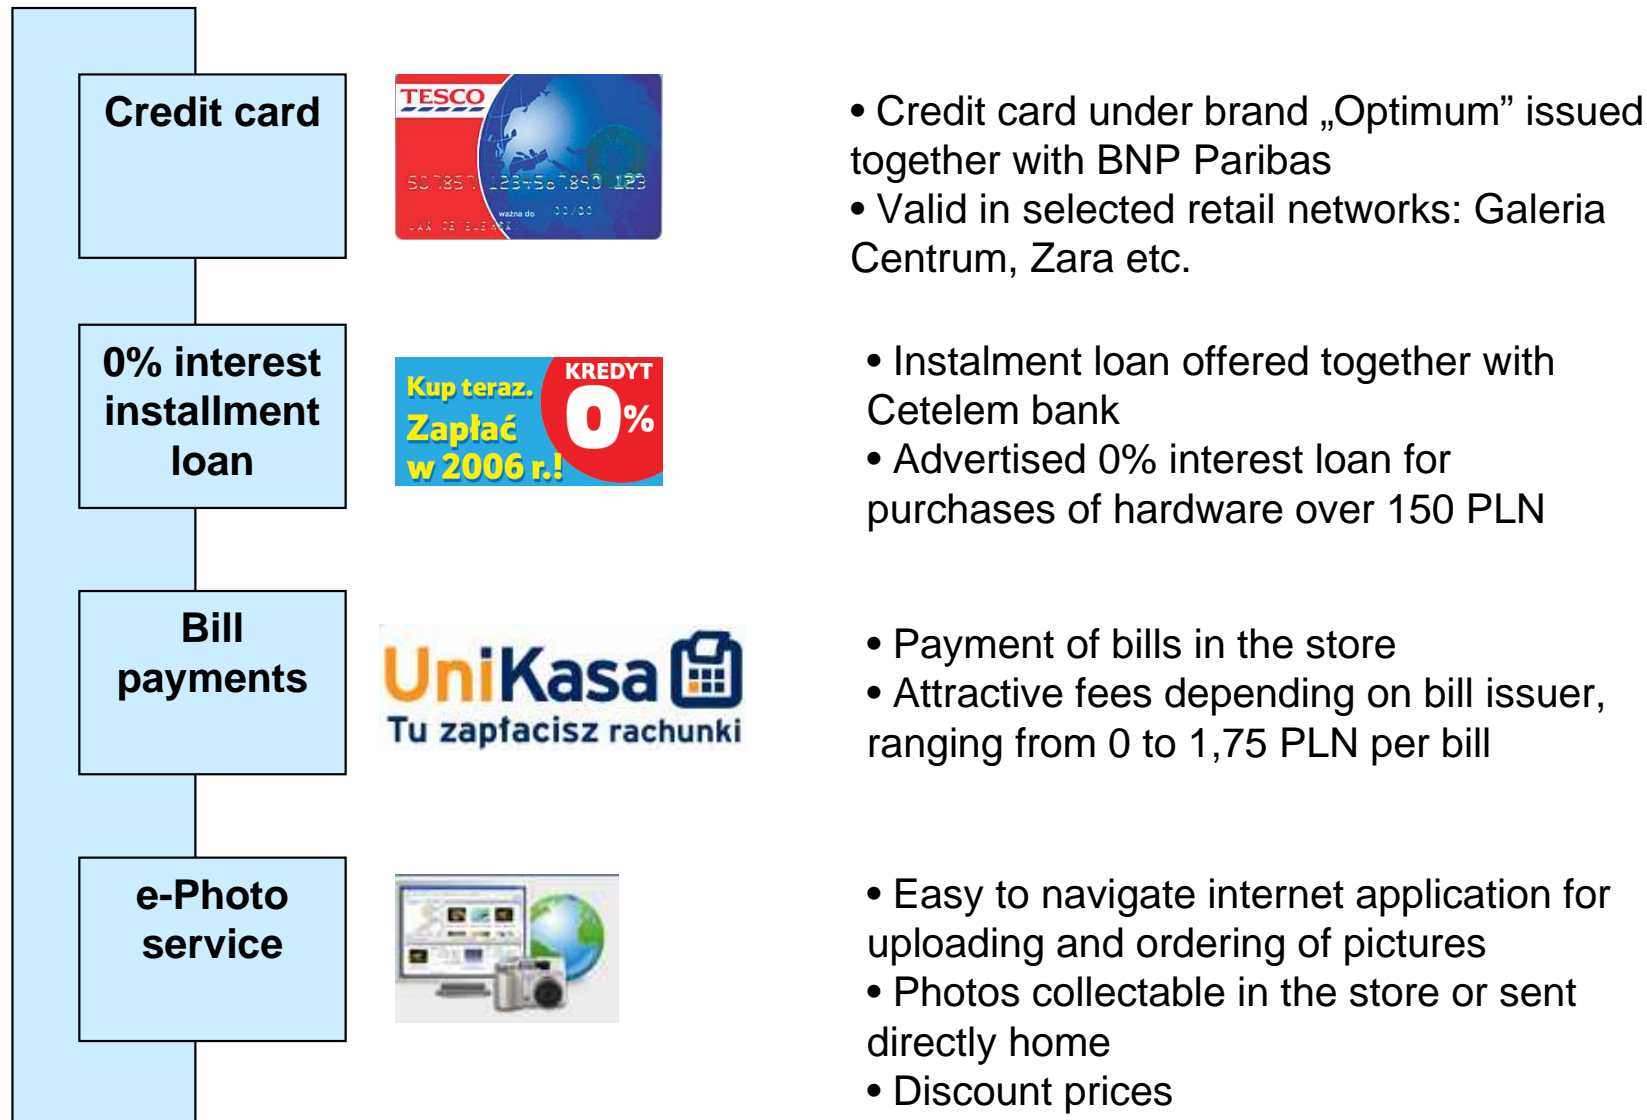 Credit card
TESCO
507857 1234567890 123
ważna do 00/00
• Credit card under brand „Optimum” issued
together with BNP Paribas
• Valid in selected retail networks: Galeria
Centrum, Zara etc.
0% interest
installment
loan
Kup teraz.
Zapłać
w 2006 r.!
KREDYT
0%
• Instalment loan offered together with
Cetelem bank
• Advertised 0% interest loan for
purchases of hardware over 150 PLN
Bill
payments
UniKasa
Tu zapłacisz rachunki
• Payment of bills in the store
• Attractive fees depending on bill issuer,
ranging from 0 to 1,75 PLN per bill
e-Photo
service
• Easy to navigate internet application for
uploading and ordering of pictures
• Photos collectable in the store or sent
directly home
• Discount prices